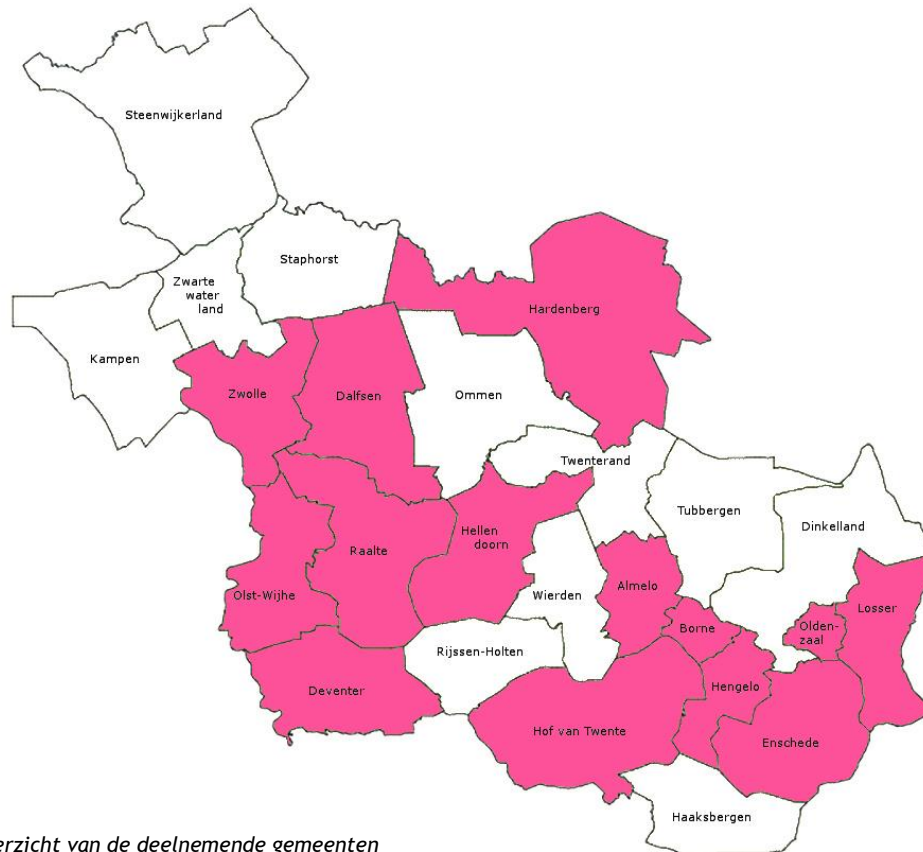 Steenwijkerland
Staphorst
Zwarte
water
land
Hardenberg
Kampen
Zwolle
Dalfsen
Ommen
Twenterand
Tubbergen
Dinkelland
Hellen
doorn
Raalte
Olst-Wijhe
Wierden
Almelo
Losser
Olden-
zaal
Borne
Rijssen-Holten
Hengelo
Deventer
Hof van Twente
Enschede
Haaksbergen
erzicht van de deelnemende gemeenten